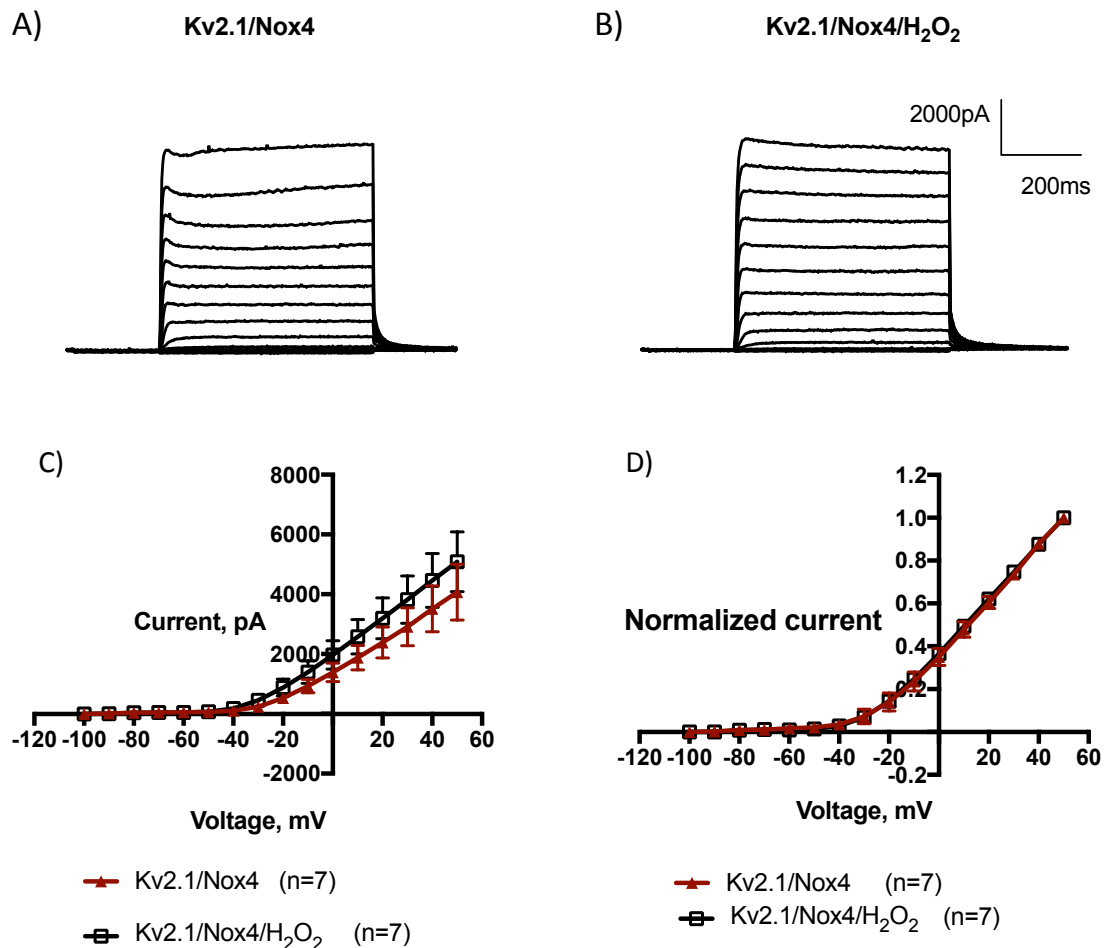 A)
Kv2.1/Nox4
B)
Kv2.1/Nox4/H₂O₂
2000pA
200ms
C)
8000
6000
4000
2000
-2000
Current, pA
-120 -100 -80 -60 -40 -20 20 40 60
Voltage, mV
Kv2.1/Nox4 (n=7)
Kv2.1/Nox4/H₂O₂ (n=7)
D)
1.2
1.0
0.8
0.6
0.4
0.2
-0.2
Normalized current
-120 -100 -80 -60 -40 -20 20 40 60
Voltage, mV
Kv2.1/Nox4 (n=7)
Kv2.1/Nox4/H₂O₂ (n=7)